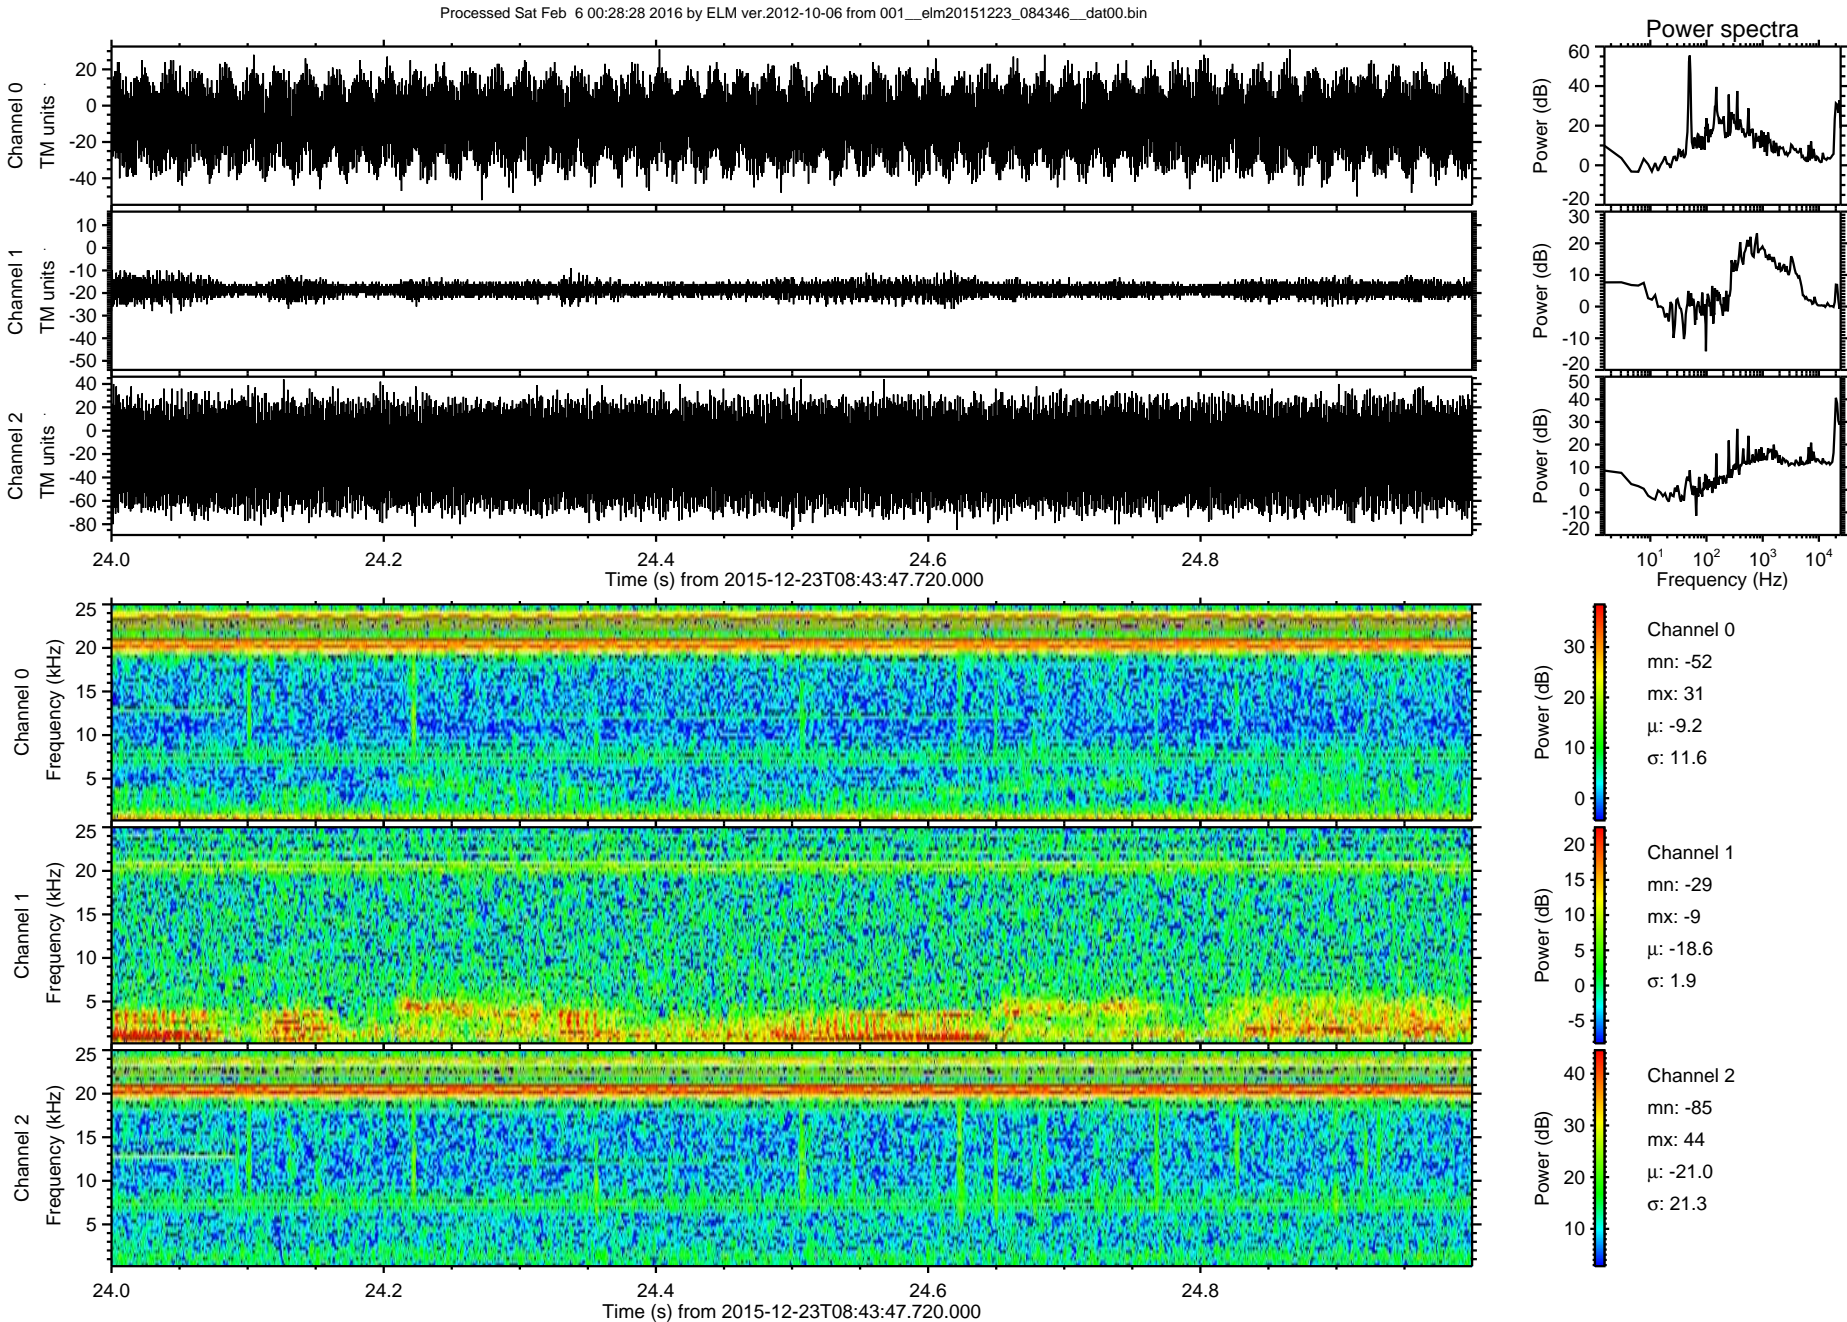 Processed Sat Feb  6 00:28:28 2016 by ELM ver.2012-10-06 from 001__elm20151223_084346__dat00.bin
Power spectra
Channel 0
TM units
20
0
-20
-40
Power (dB)
60
40
20
0
-20
Channel 1
TM units
10
0
-10
-20
-30
-40
-50
Power (dB)
30
20
10
0
-10
-20
Channel 2
TM units
40
20
0
-20
-40
-60
-80
Power (dB)
50
40
30
20
10
0
-10
-20
24.0 24.2 24.4 24.6 24.8
Time (s) from 2015-12-23T08:43:47.720.000
10^1 10^2 10^3 10^4
Frequency (Hz)
Channel 0
Frequency (kHz)
25
20
15
10
5
Power (dB)
30
20
10
0
Channel 0
mn: -52
mx: 31
μ: -9.2
σ: 11.6
Channel 1
Frequency (kHz)
25
20
15
10
5
Power (dB)
20
15
10
5
0
-5
Channel 1
mn: -29
mx: -9
μ: -18.6
σ: 1.9
Channel 2
Frequency (kHz)
25
20
15
10
5
Power (dB)
40
30
20
10
Channel 2
mn: -85
mx: 44
μ: -21.0
σ: 21.3
24.0 24.2 24.4 24.6 24.8
Time (s) from 2015-12-23T08:43:47.720.000